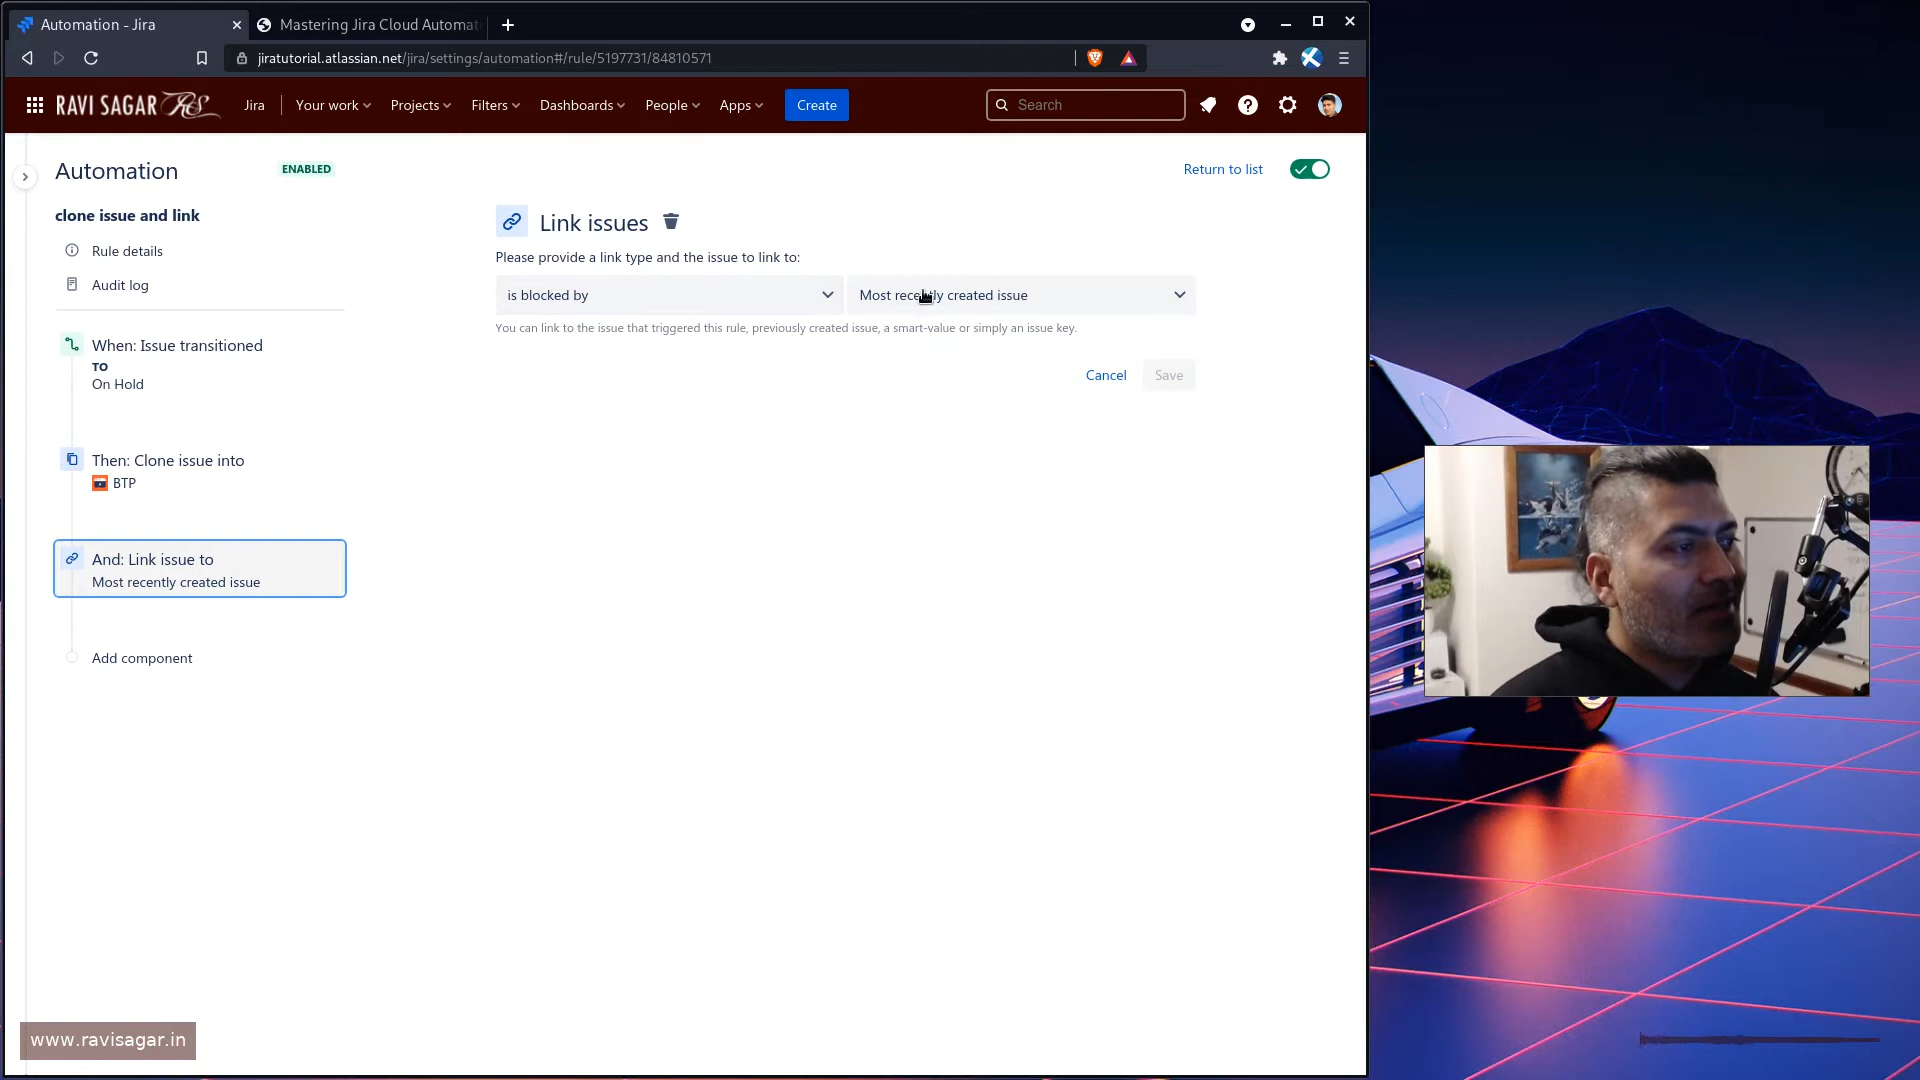 Automation - Jira
Mastering Jira Cloud Automat
jiratutorial.atlassian.net/jira/settings/automation#/rule/5197731/84810571
RAVI SAGAR RS
Jira
Your work
Projects
Filters
Dashboards
People
Apps
Create
Search
Automation
ENABLED
Return to list
clone issue and link
Rule details
Audit log
When: Issue transitioned
TO
On Hold
Then: Clone issue into
BTP
And: Link issue to
Most recently created issue
Add component
Link issues
Please provide a link type and the issue to link to:
is blocked by
Most recently created issue
You can link to the issue that triggered this rule, previously created issue, a smart-value or simply an issue key.
Cancel
Save
www.ravisagar.in